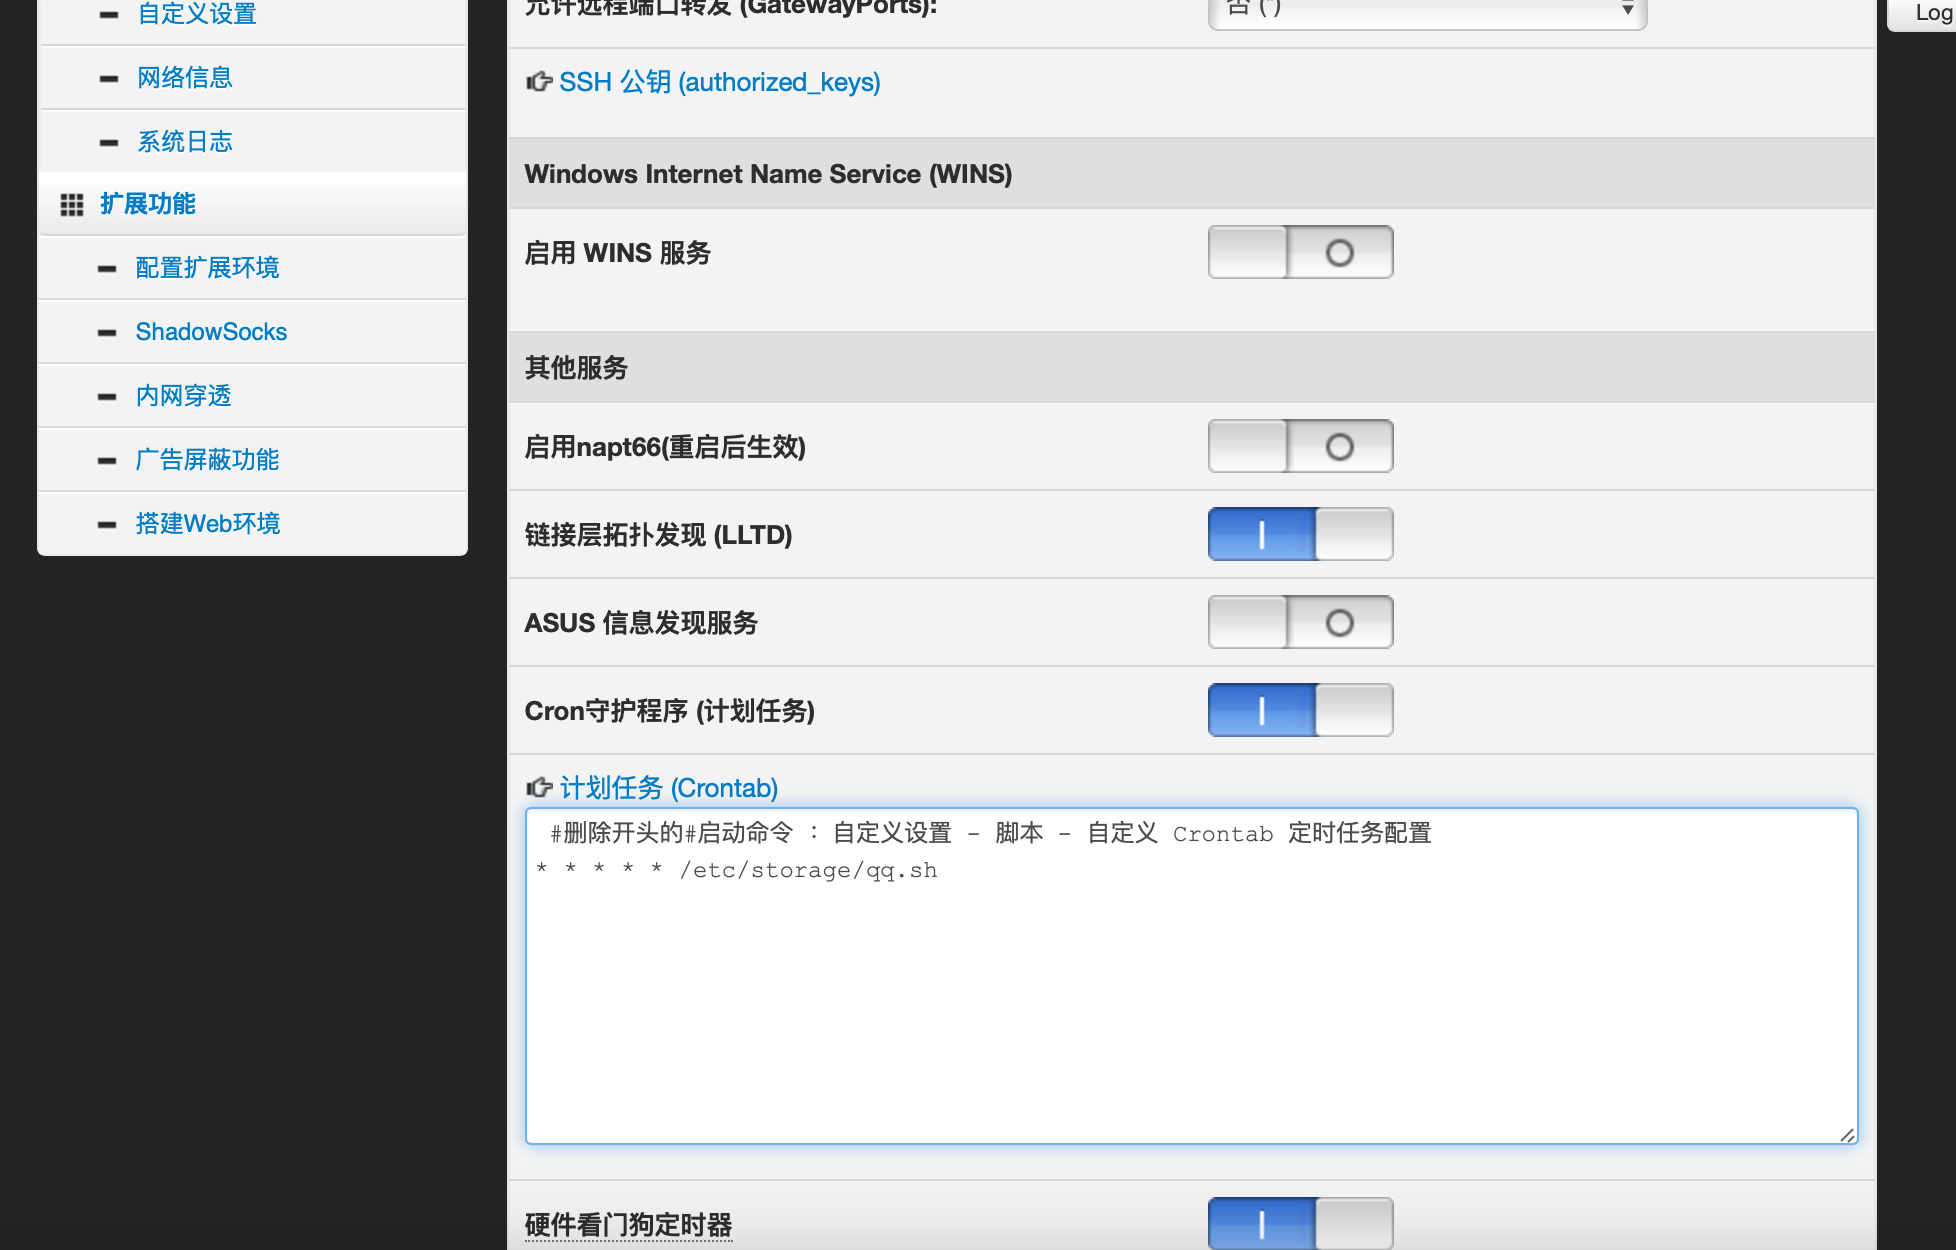 自定义设置
网络信息
系统日志
扩展功能
配置扩展环境
ShadowSocks
内网穿透
广告屏蔽功能
搭建Web环境
允许远程端口转发 (GatewayPorts):
否 (*)
SSH 公钥 (authorized_keys)
Windows Internet Name Service (WINS)
启用 WINS 服务
其他服务
启用napt66(重启后生效)
链接层拓扑发现 (LLTD)
ASUS 信息发现服务
Cron守护程序 (计划任务)
计划任务 (Crontab)
#删除开头的#启动命令 : 自定义设置 - 脚本 - 自定义 Crontab 定时任务配置
* * * * * /etc/storage/qq.sh
硬件看门狗定时器
Log